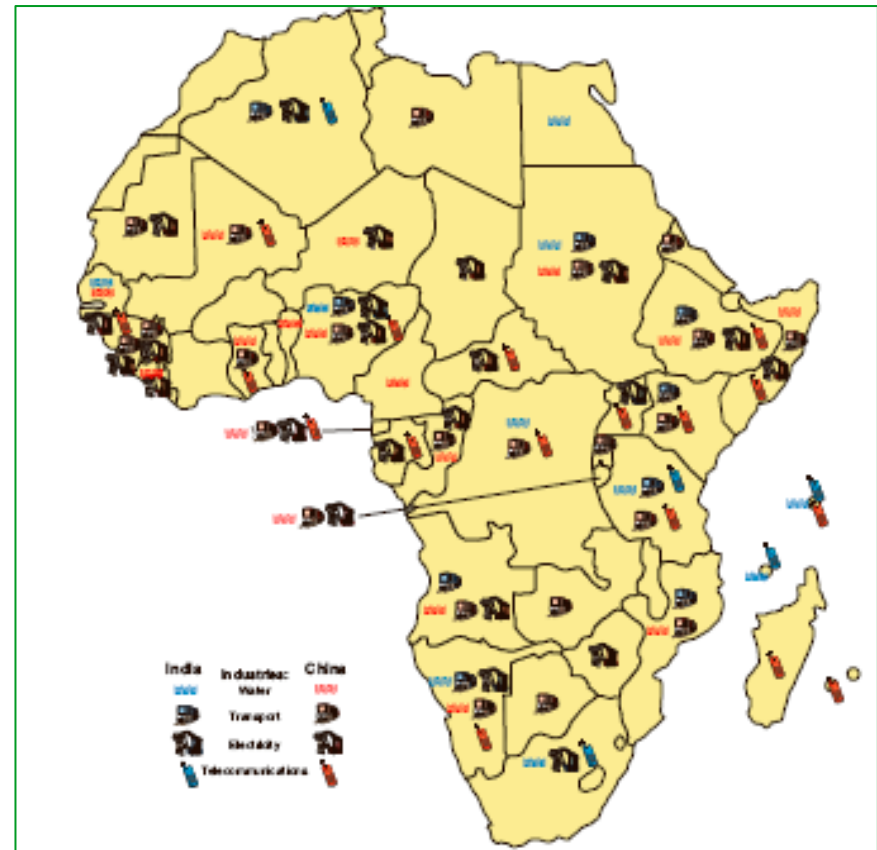 India Industries: China
Water
Transport
Electricity
Telecommunications